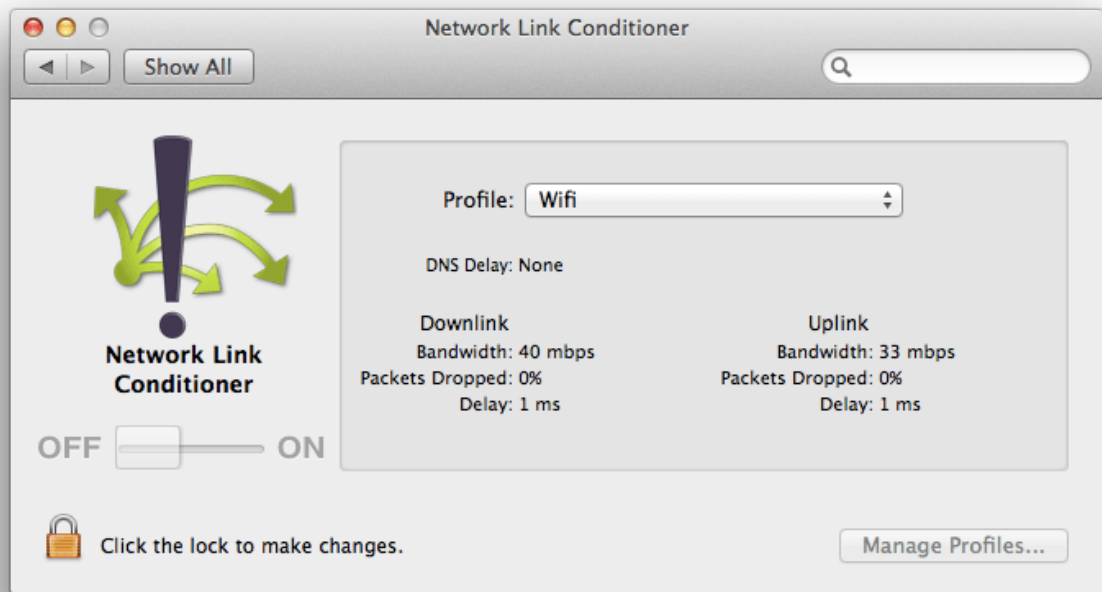 Network Link Conditioner
Show All
Profile: Wifi
DNS Delay: None
Downlink
Bandwidth: 40 mbps
Packets Dropped: 0%
Delay: 1 ms
Uplink
Bandwidth: 33 mbps
Packets Dropped: 0%
Delay: 1 ms
Network Link
Conditioner
OFF ON
Click the lock to make changes.
Manage Profiles...